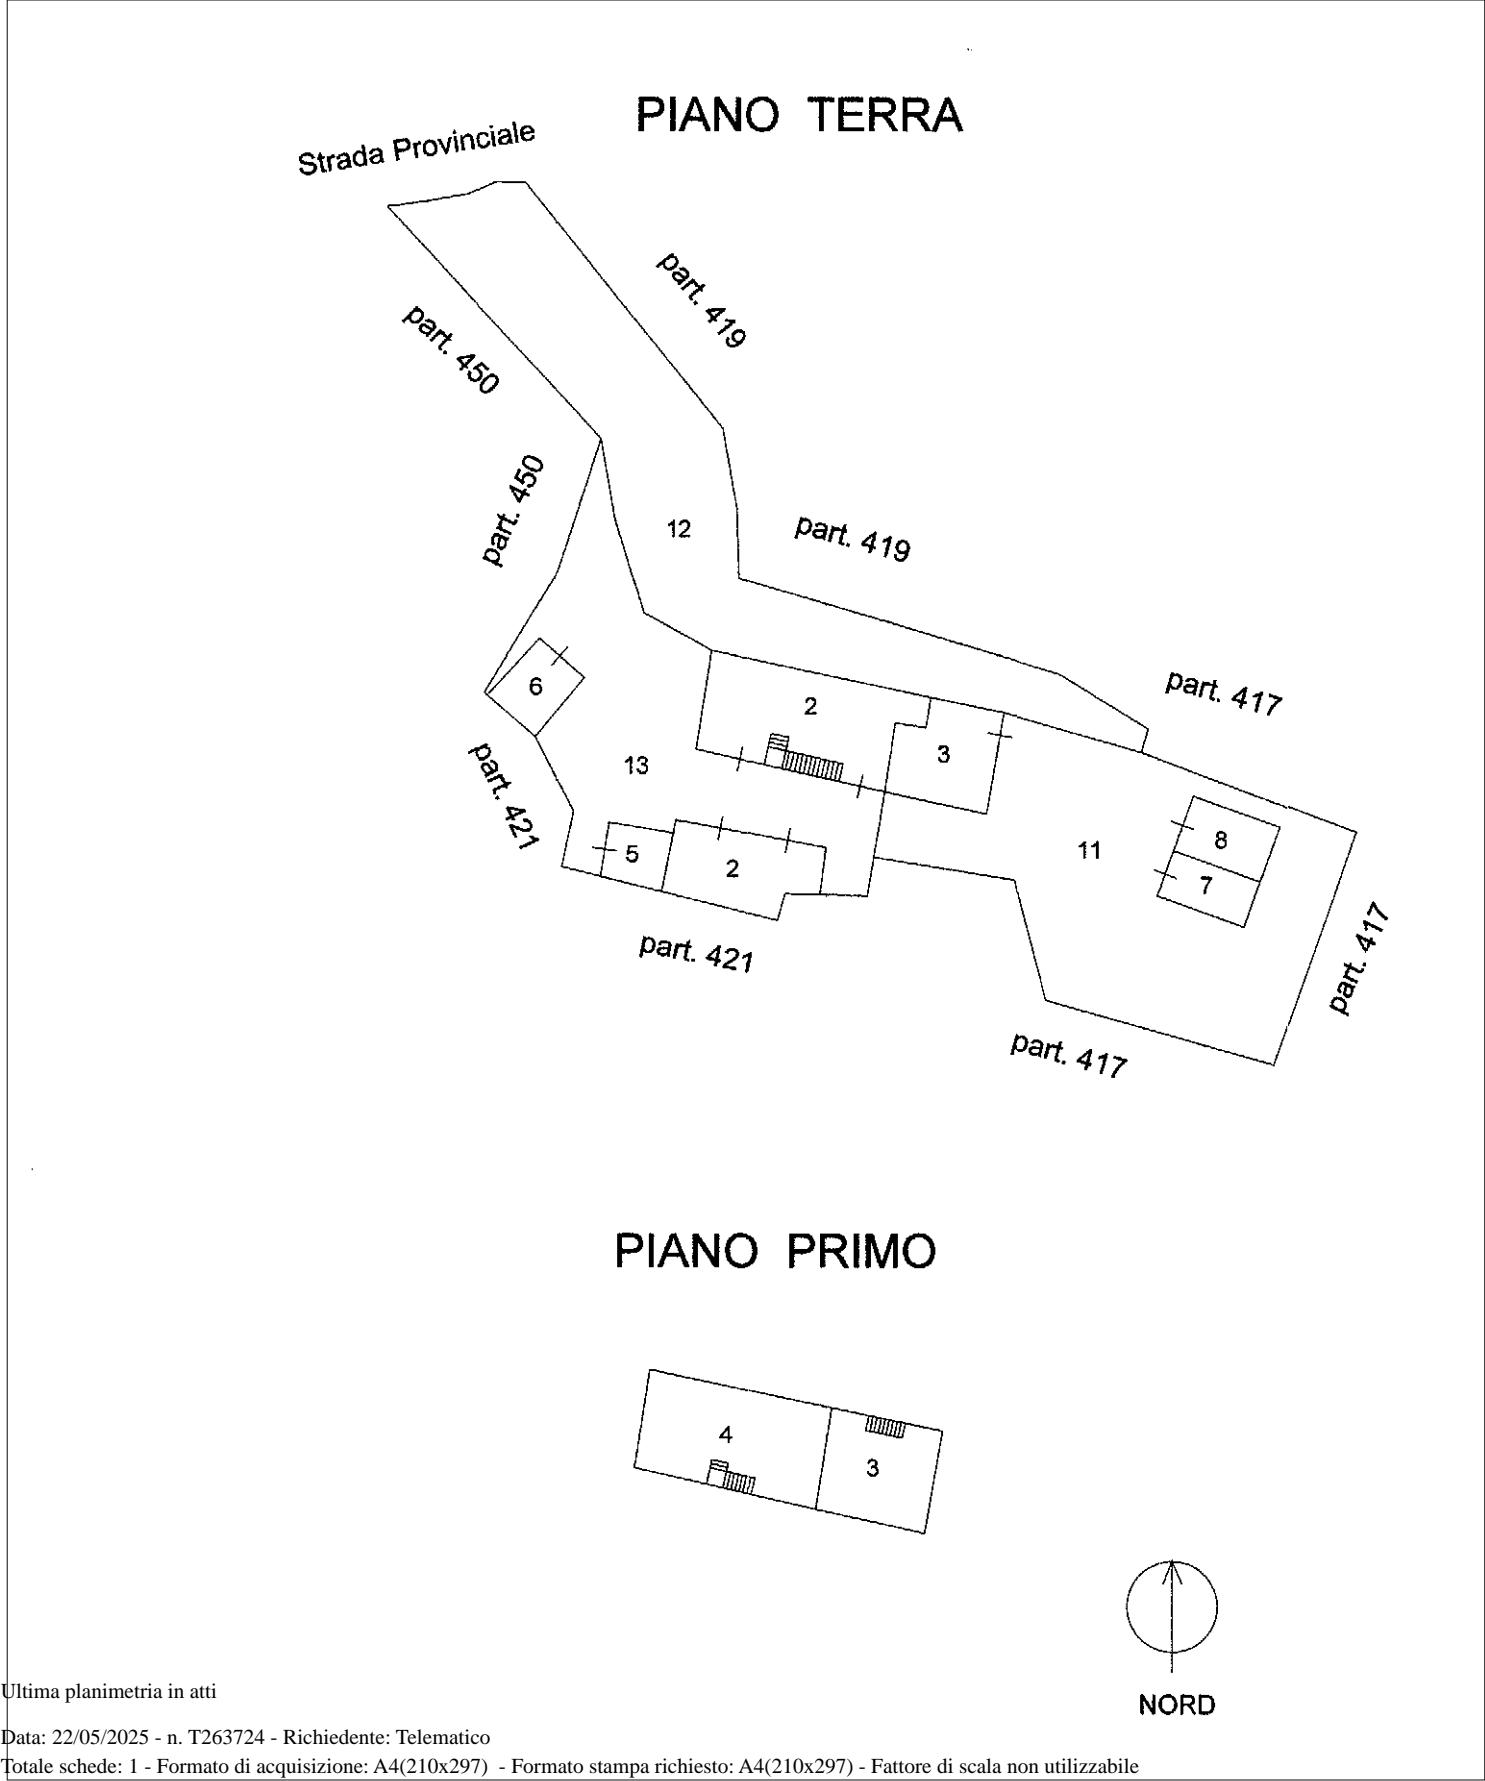 PIANO TERRA
Strada Provinciale
part. 419
part. 450
part. 450
12
part. 419
part. 417
6
2
3
13
part. 421
8
11
5
2
7
part. 417
part. 421
part. 417
PIANO PRIMO
4
3
NORD
Ultima planimetria in atti
Data: 22/05/2025 - n. T263724 - Richiedente: Telematico
Totale schede: 1 - Formato di acquisizione: A4(210x297) - Formato stampa richiesto: A4(210x297) - Fattore di scala non utilizzabile